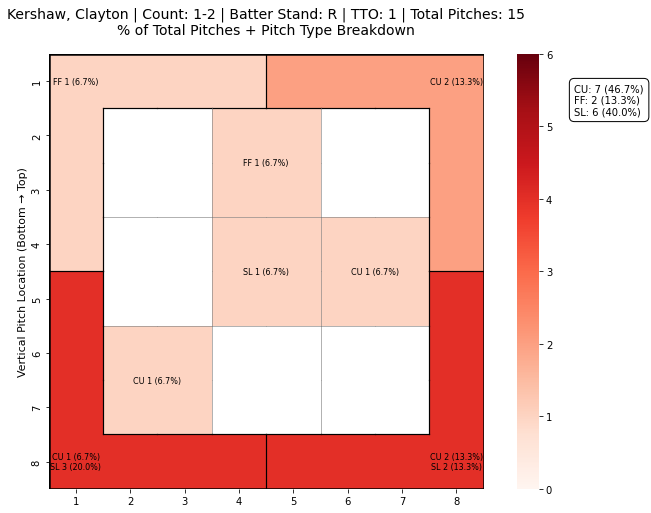 Kershaw, Clayton | Count: 1-2 | Batter Stand: R | TTO: 1 | Total Pitches: 15
% of Total Pitches + Pitch Type Breakdown
Vertical Pitch Location (Bottom → Top)
1
2
3
4
5
6
7
8
FF 1 (6.7%)
CU 2 (13.3%)
FF 1 (6.7%)
SL 1 (6.7%)
CU 1 (6.7%)
CU 1 (6.7%)
CU 1 (6.7%)
SL 3 (20.0%)
CU 2 (13.3%)
SL 2 (13.3%)
1
2
3
4
5
6
7
8
6
5
4
3
2
1
0
CU: 7 (46.7%)
FF: 2 (13.3%)
SL: 6 (40.0%)